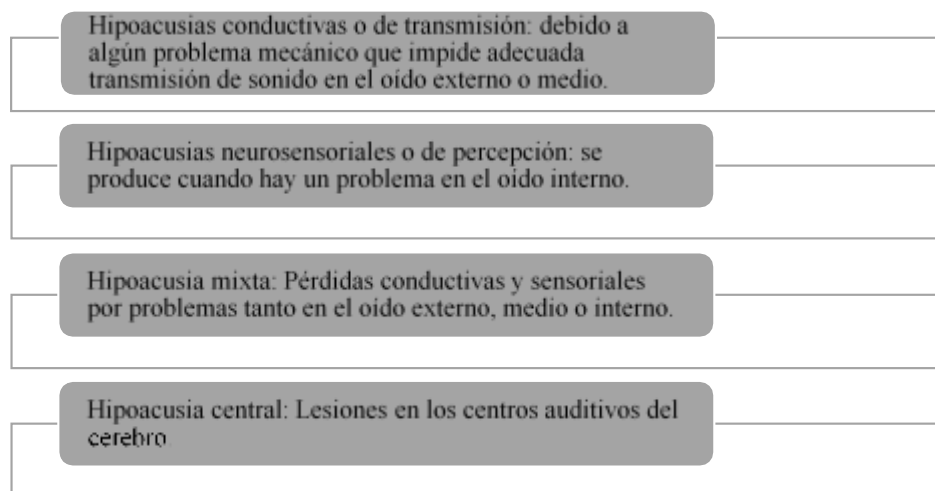 Hipoacusias conductivas o de transmisión: debido a
algún problema mecánico que impide adecuada
transmisión de sonido en el oído externo o medio.
Hipoacusias neurosensoriales o de percepción: se
produce cuando hay un problema en el oído interno.
Hipoacusia mixta: Pérdidas conductivas y sensoriales
por problemas tanto en el oído externo, medio o interno.
Hipoacusia central: Lesiones en los centros auditivos del
cerebro